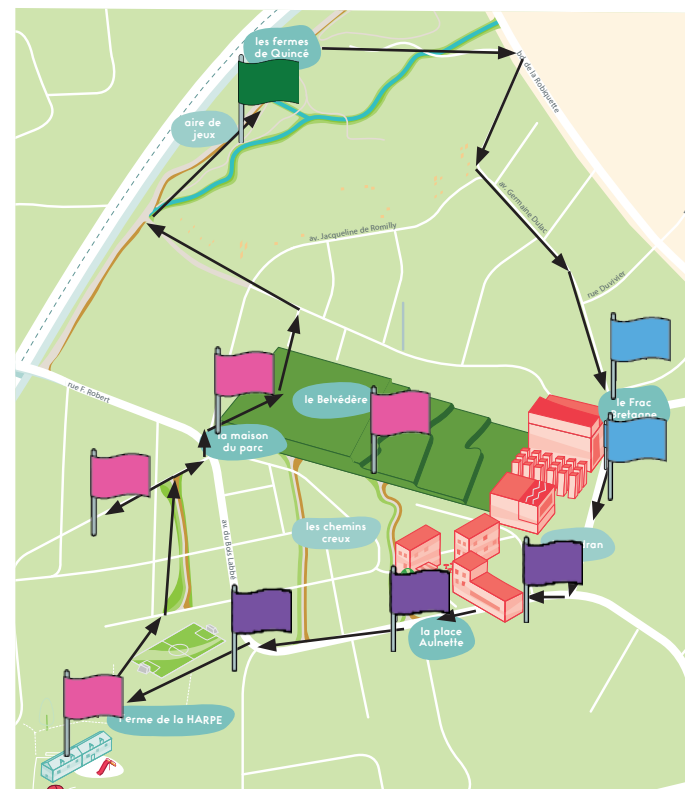 les fermes
de Quincé
bd. de la Robiquette
aire de
jeux
av. Germaine Dulac
av. Jacqueline de Romilly
rue Duvivier
rue F. Robert
le Belvédère
le Frac
Bretagne
la maison
du parc
les chemins
creux
av. du Bois Labbé
la place
Aulnette
Ferme de la HARPE